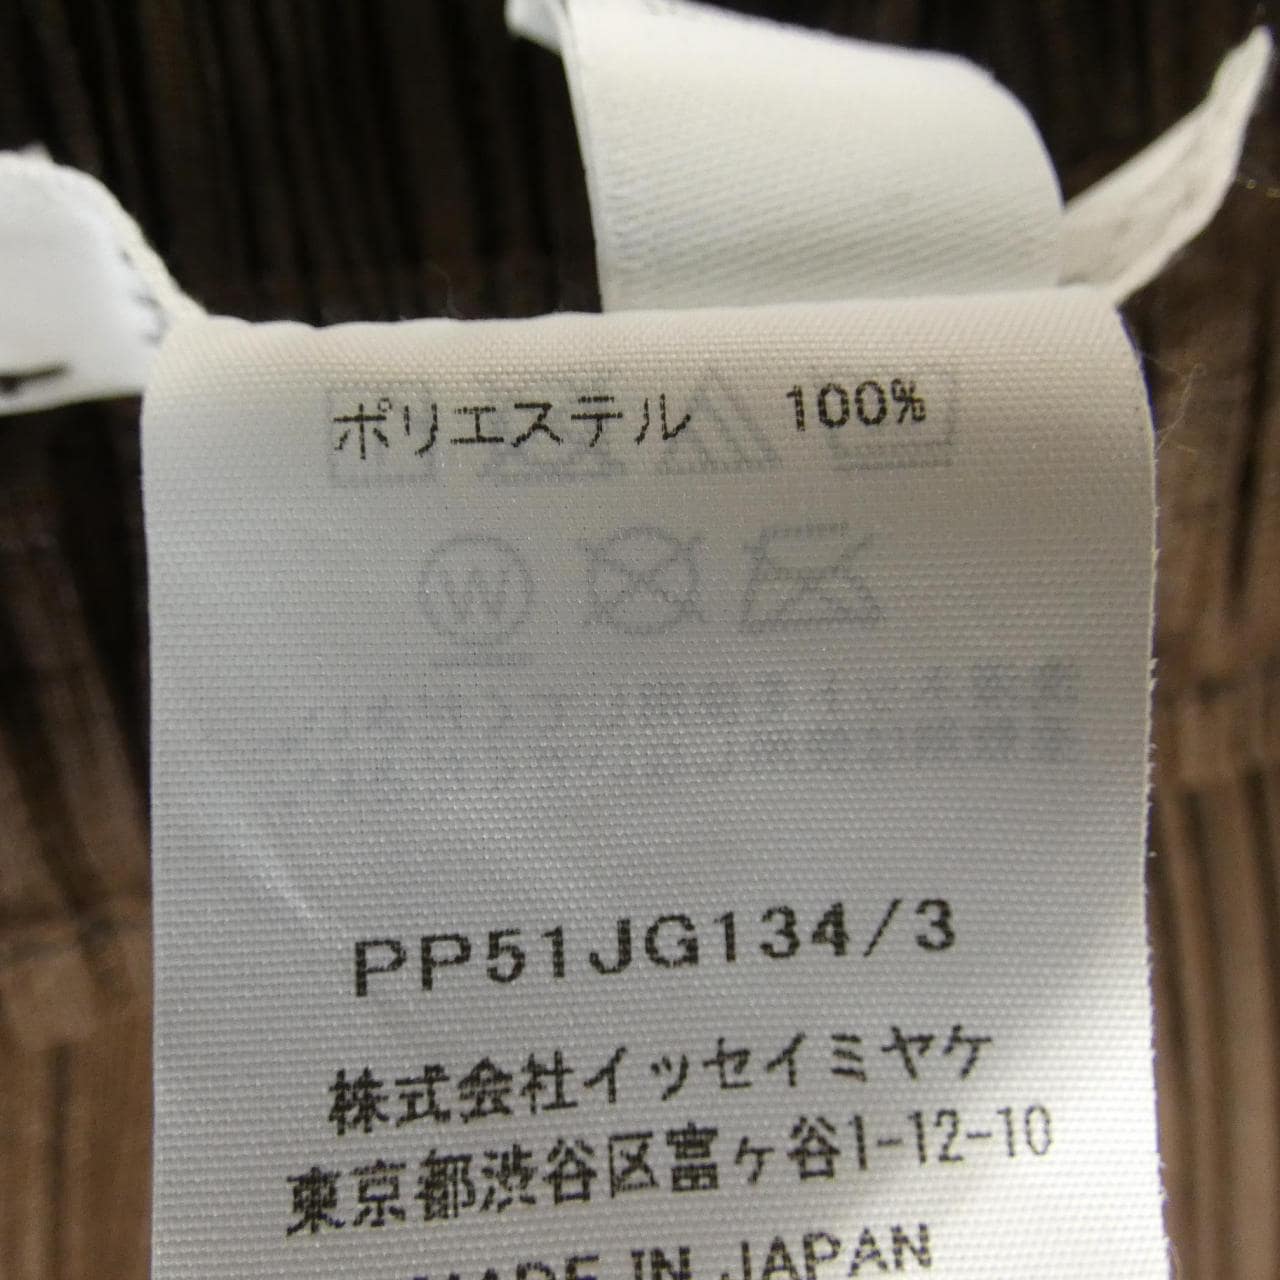 ポリエステル 100%
W
PP51JG134/3
株式会社イッセイミヤケ
東京都渋谷区富ヶ谷1-12-10
MADE IN JAPAN